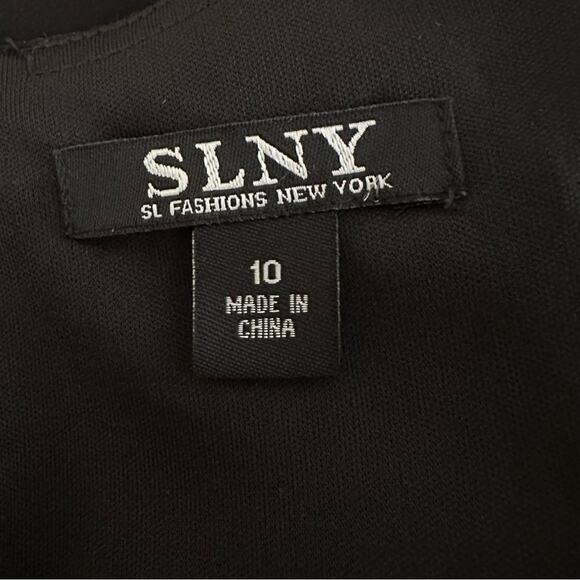 SLNY
SL FASHIONS NEW YORK
10
MADE IN
CHINA